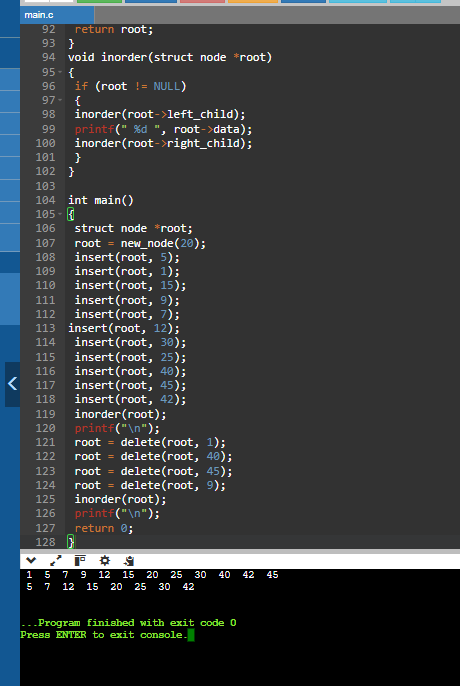 main.c
92 return root;
93 }
94 void inorder(struct node *root)
95 {
96 if (root != NULL)
97 {
98 inorder(root->left_child);
99 printf(" %d ", root->data);
100 inorder(root->right_child);
101 }
102 }
103
104 int main()
105 {
106 struct node *root;
107 root = new_node(20);
108 insert(root, 5);
109 insert(root, 1);
110 insert(root, 15);
111 insert(root, 9);
112 insert(root, 7);
113 insert(root, 12);
114 insert(root, 30);
115 insert(root, 25);
116 insert(root, 40);
117 insert(root, 45);
118 insert(root, 42);
119 inorder(root);
120 printf("\n");
121 root = delete(root, 1);
122 root = delete(root, 40);
123 root = delete(root, 45);
124 root = delete(root, 9);
125 inorder(root);
126 printf("\n");
127 return 0;
128 }
1 5 7 9 12 15 20 25 30 40 42 45
5 7 12 15 20 25 30 42
...Program finished with exit code 0
Press ENTER to exit console.